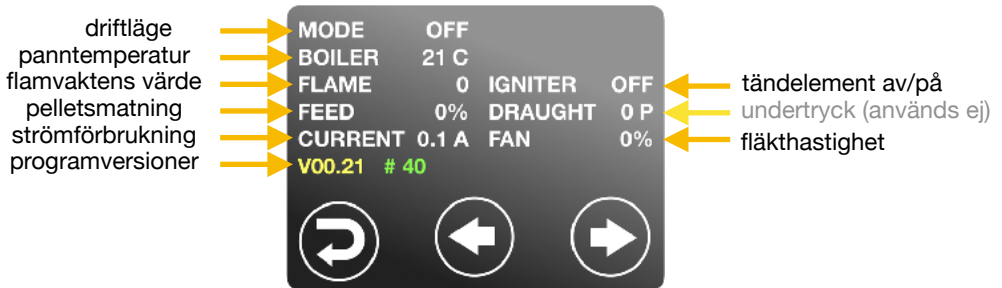 driftläge MODE OFF
panntemperatur BOILER 21 C
flamvaktens värde FLAME 0 IGNITER OFF tändelement av/på
pelletsmatning FEED 0% DRAUGHT 0 P undertryck (används ej)
strömförbrukning CURRENT 0.1 A FAN 0% fläkthastighet
programversioner V00.21 # 40